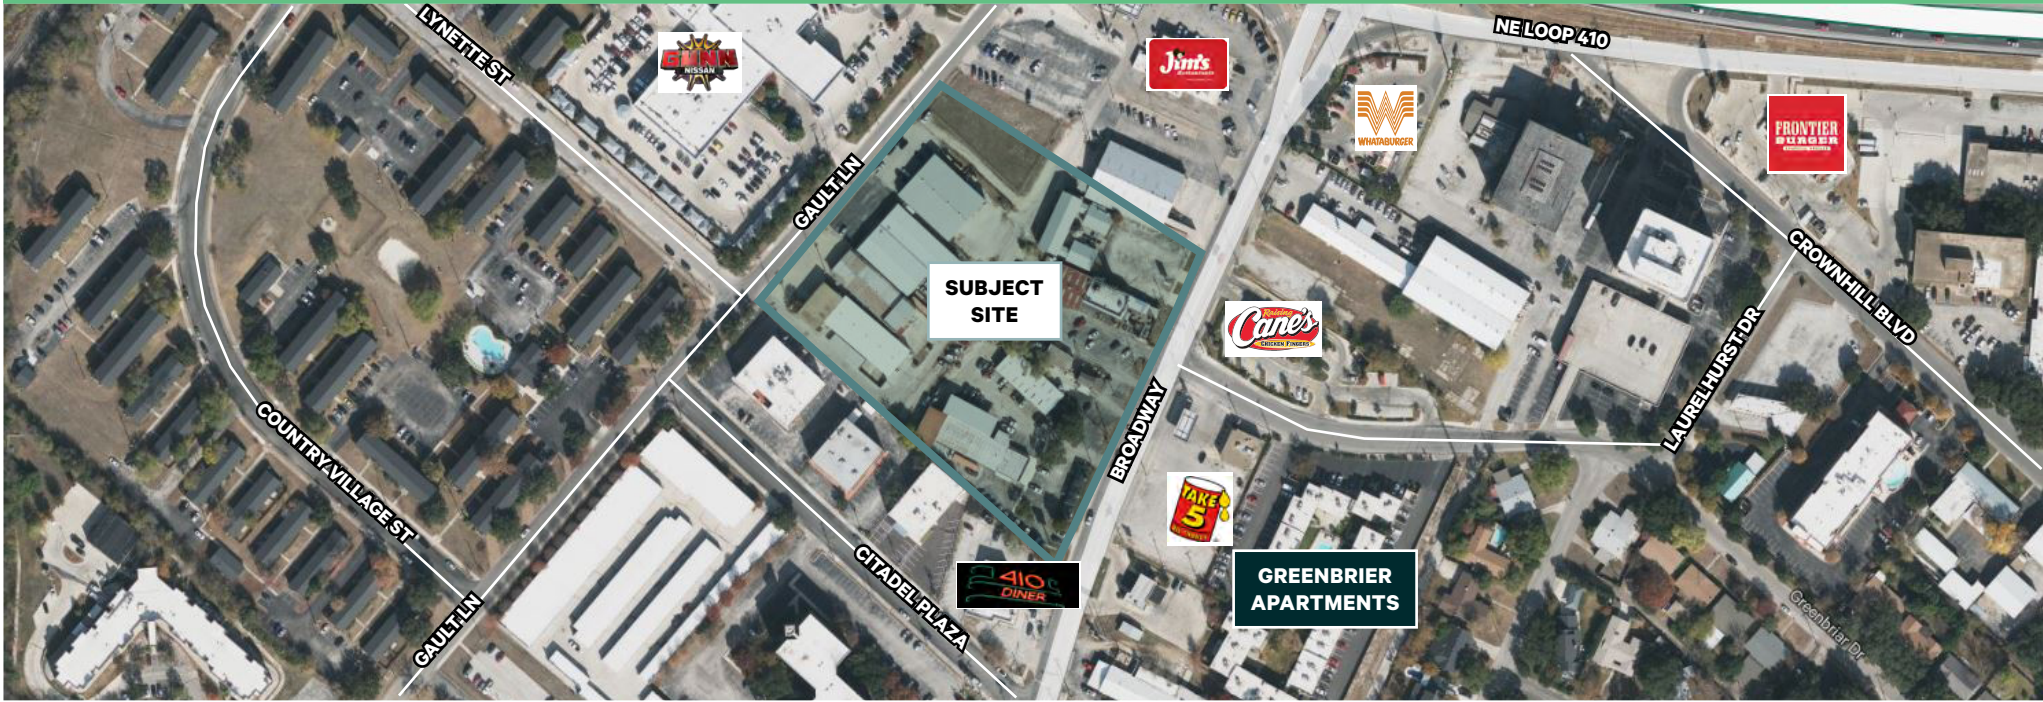 LYNETTE ST
GUNN
NISSAN
Jim's
Restaurants
NE LOOP 410
WHATABURGER
FRONTIER
BURGER
GAULT LN
SUBJECT
SITE
CROWNHILL BLVD
Raising
Cane's
CHICKEN FINGERS
LAURELHURST DR
BROADWAY
COUNTRY VILLAGE ST
TAKE
5
410
DINER
CITADEL PLAZA
GREENBRIER
APARTMENTS
GAULT LN
Greenbriar Dr